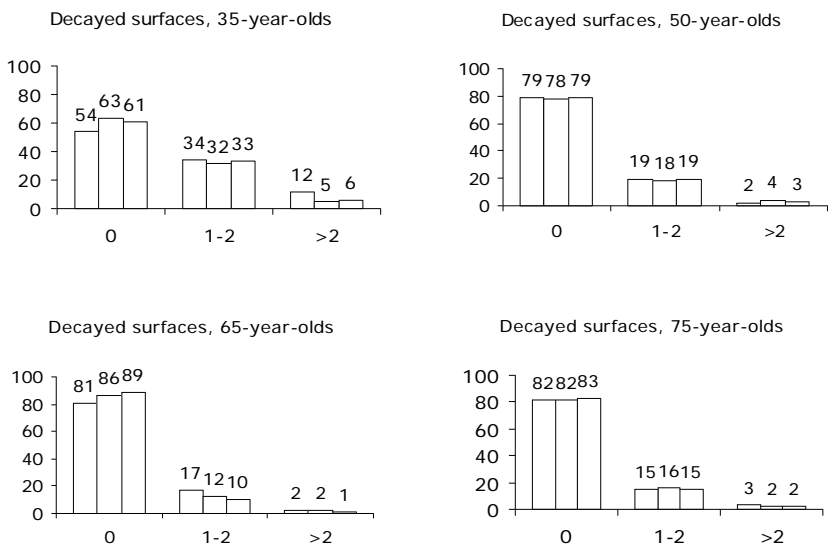 Decayed surfaces, 35-year-olds
100
80
60
40
20
0
54 63 61
34 32 33
12 5 6
0 1-2 >2
Decayed surfaces, 50-year-olds
100
80
60
40
20
0
79 78 79
19 18 19
2 4 3
0 1-2 >2
Decayed surfaces, 65-year-olds
100
80
60
40
20
0
81 86 89
17 12 10
2 2 1
0 1-2 >2
Decayed surfaces, 75-year-olds
100
80
60
40
20
0
82 82 83
15 16 15
3 2 2
0 1-2 >2